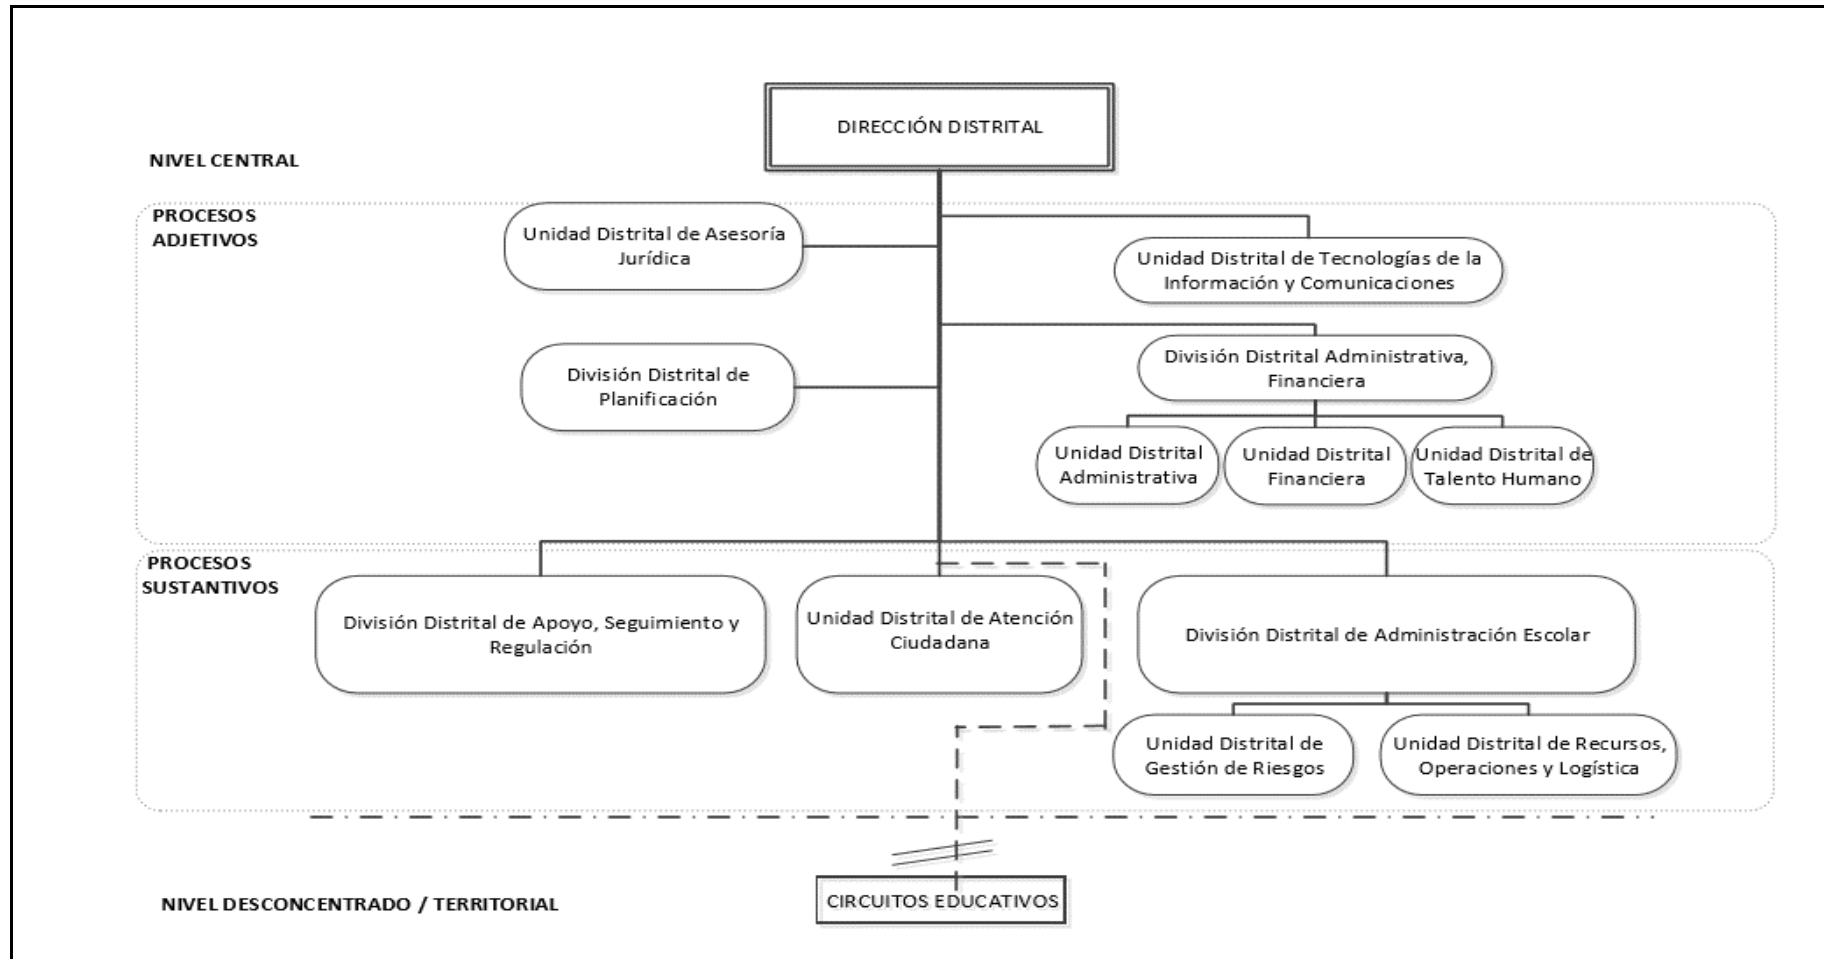 DIRECCIÓN DISTRITAL
NIVEL CENTRAL
PROCESOS
ADJETIVOS
Unidad Distrital de Asesoría
Jurídica
Unidad Distrital de Tecnologías de la
Información y Comunicaciones
División Distrital de
Planificación
División Distrital Administrativa,
Financiera
Unidad Distrital
Administrativa
Unidad Distrital
Financiera
Unidad Distrital de
Talento Humano
PROCESOS
SUSTANTIVOS
División Distrital de Apoyo, Seguimiento y
Regulación
Unidad Distrital de Atención
Ciudadana
División Distrital de Administración Escolar
Unidad Distrital de
Gestión de Riesgos
Unidad Distrital de Recursos,
Operaciones y Logística
NIVEL DESCONCENTRADO / TERRITORIAL
CIRCUITOS EDUCATIVOS